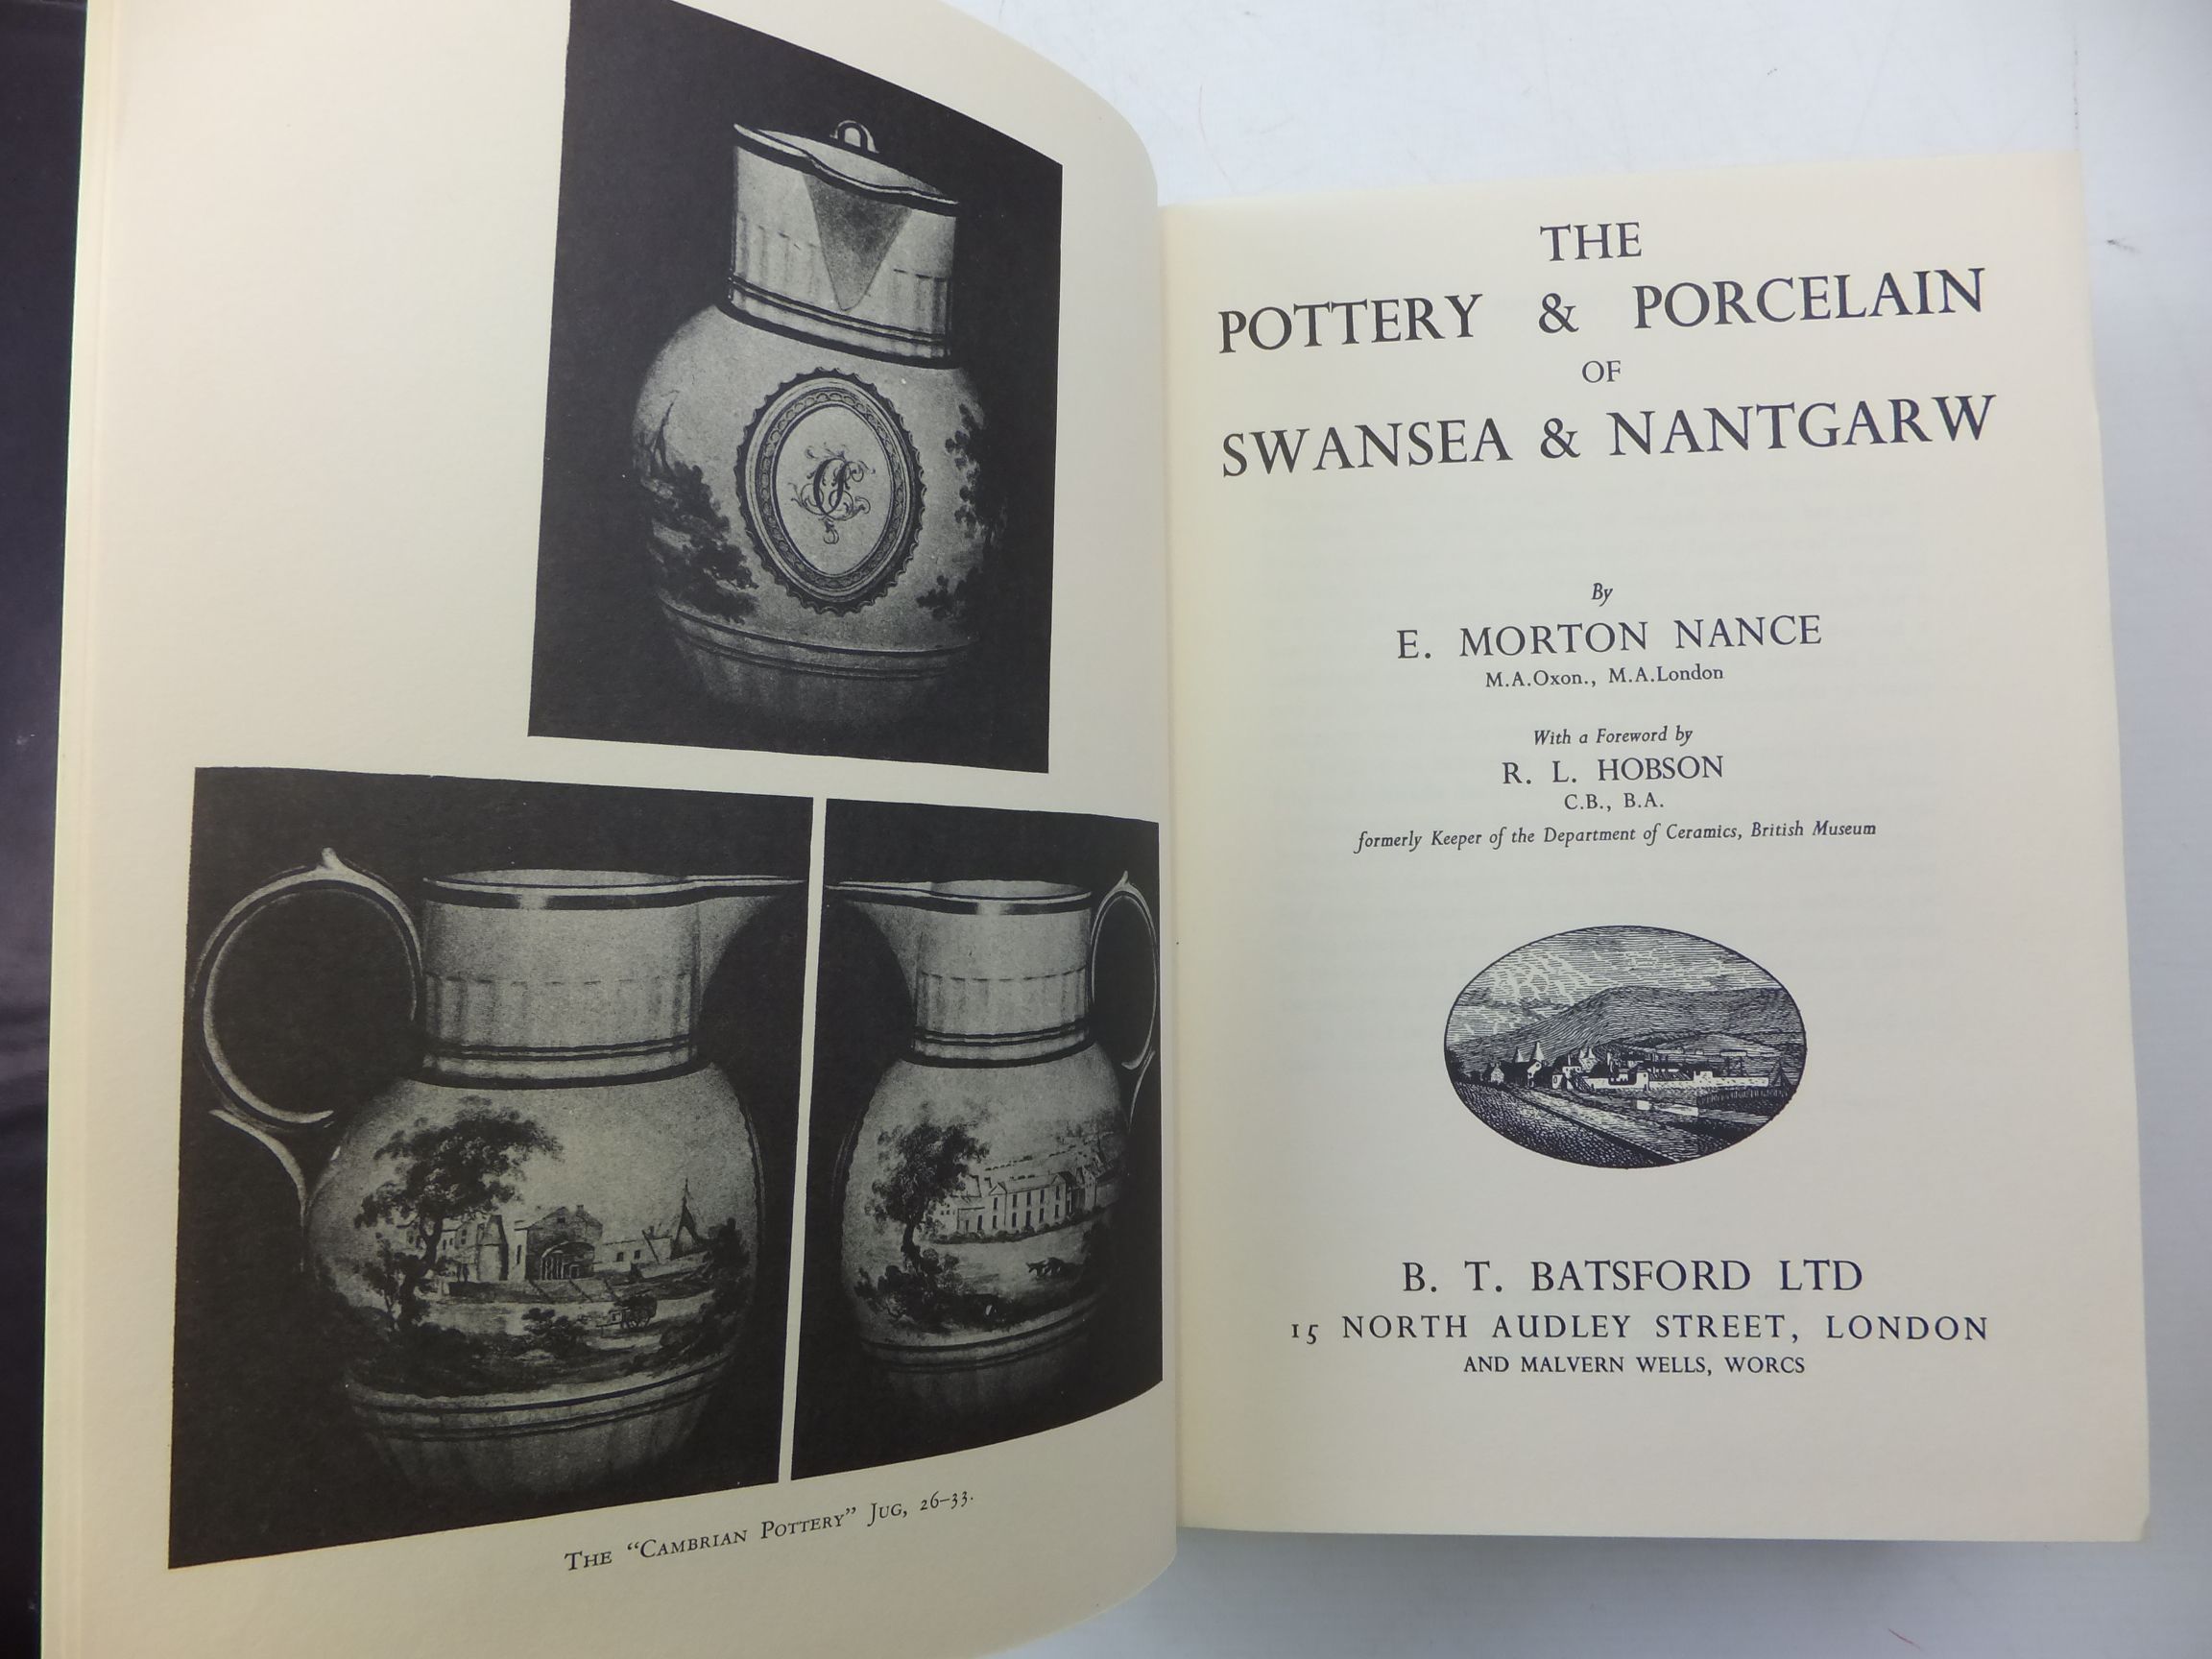 The "Cambrian Pottery" Jug, 26–33.
THE
POTTERY & PORCELAIN
OF
SWANSEA & NANTGARW
By
E. MORTON NANCE
M.A.Oxon., M.A.London
With a Foreword by
R. L. HOBSON
C.B., B.A.
formerly Keeper of the Department of Ceramics, British Museum
B. T. BATSFORD LTD
15 NORTH AUDLEY STREET, LONDON
AND MALVERN WELLS, WORCS